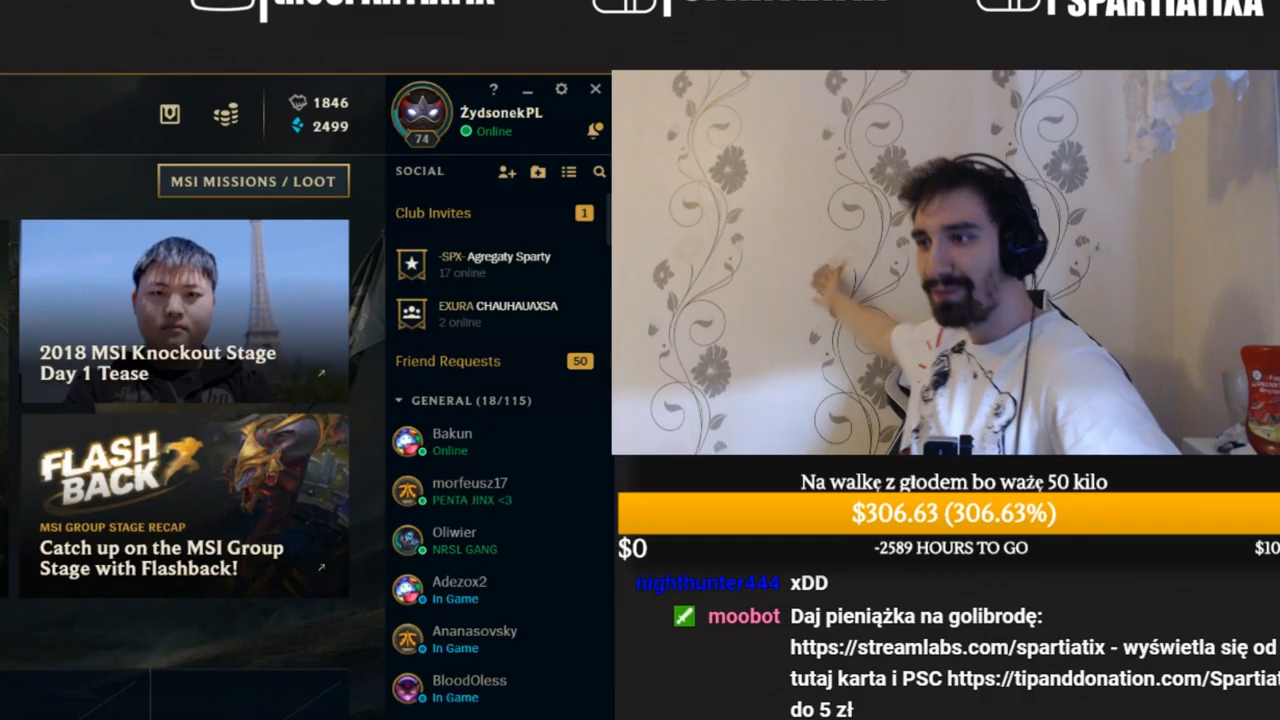 SPARTIATIXA
1846
2499
?
ŻydsonekPL
Online
74
MSI MISSIONS / LOOT
SOCIAL
Club Invites
1
-SPX- Agregaty Sparty
17 online
EXURA CHAUHAUAXSA
2 online
2018 MSI Knockout Stage
Day 1 Tease
Friend Requests
50
GENERAL (18/115)
Bakun
Online
FLASH
BACK
morfeusz17
PENTA JINX <3
MSI GROUP STAGE RECAP
Catch up on the MSI Group
Stage with Flashback!
Oliwier
NRSL GANG
Adezox2
In Game
Ananasovsky
In Game
BloodOless
In Game
Na walkę z głodem bo ważę 50 kilo
$306.63 (306.63%)
$0
-2589 HOURS TO GO
$10
nighthunter444 xDD
moobot Daj pieniążka na golibrodę:
https://streamlabs.com/spartiatix - wyświetla się od
tutaj karta i PSC https://tipanddonation.com/Spartiat
do 5 zł